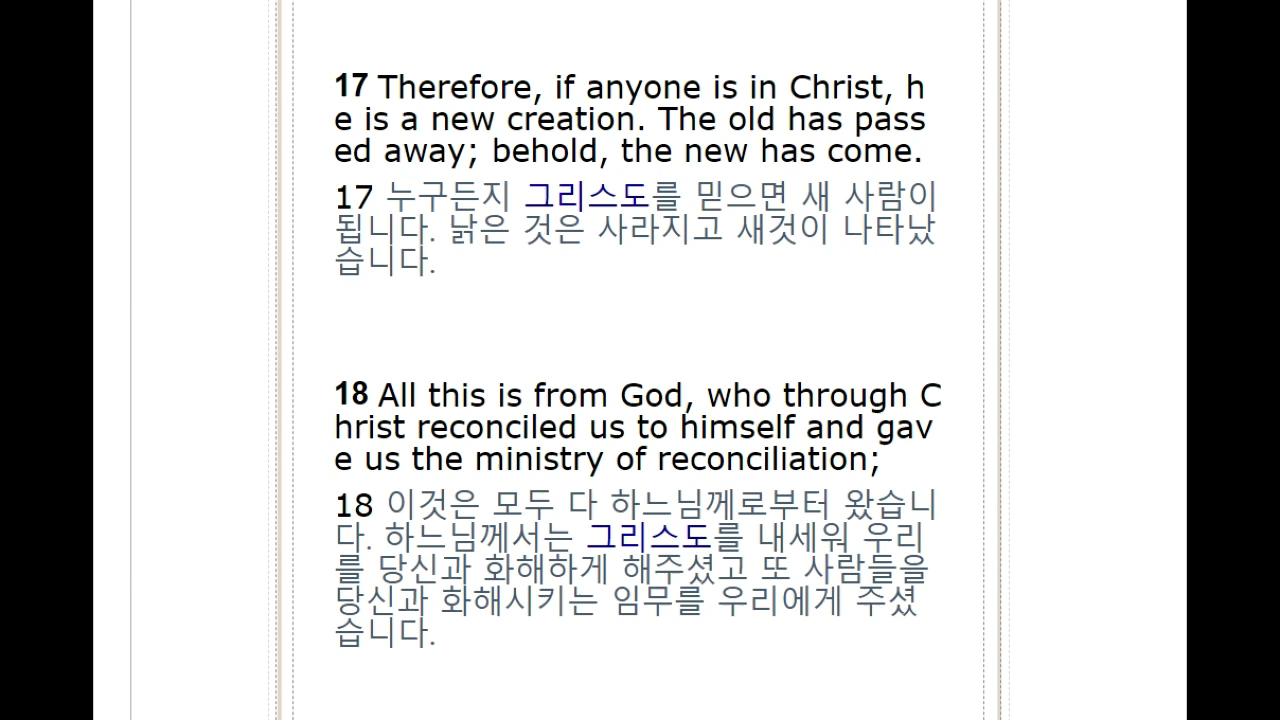 17 Therefore, if anyone is in Christ, h
e is a new creation. The old has pass
ed away; behold, the new has come.
17 누구든지 그리스도를 믿으면 새 사람이
됩니다. 낡은 것은 사라지고 새것이 나타났
습니다.
18 All this is from God, who through C
hrist reconciled us to himself and gav
e us the ministry of reconciliation;
18 이것은 모두 다 하느님께로부터 왔습니
다. 하느님께서는 그리스도를 내세워 우리
를 당신과 화해하게 해주셨고 또 사람들을
당신과 화해시키는 임무를 우리에게 주셨
습니다.